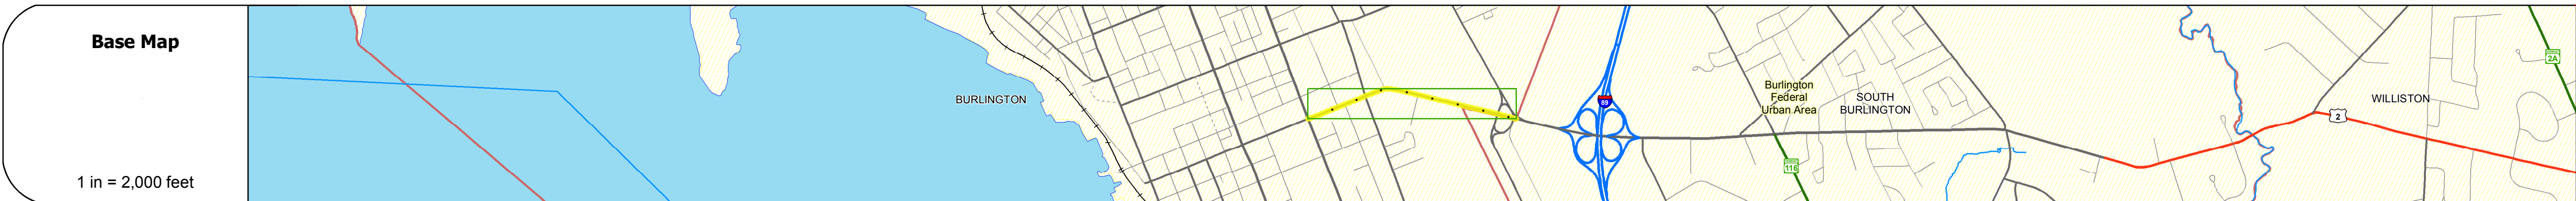 Base Map
1 in = 2,000 feet
BURLINGTON
89
Burlington
Federal
Urban Area
SOUTH
BURLINGTON
116
WILLISTON
2
2A